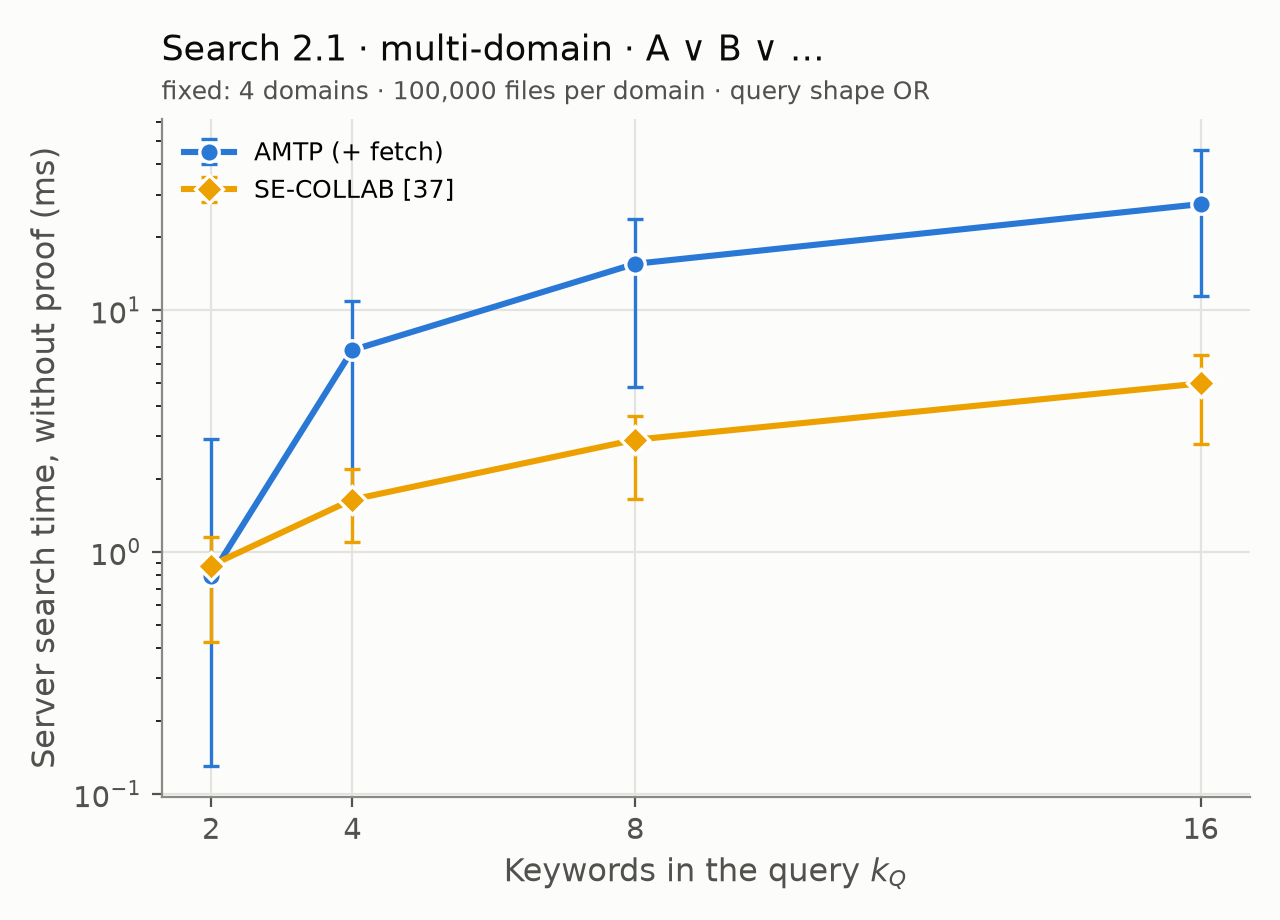 Search 2.1 · multi-domain · A ∨ B ∨ …
fixed: 4 domains · 100,000 files per domain · query shape OR
AMTP (+ fetch)
SE-COLLAB [37]
Server search time, without proof (ms)
10¹
10⁰
10⁻¹
2 4 8 16
Keywords in the query k_Q